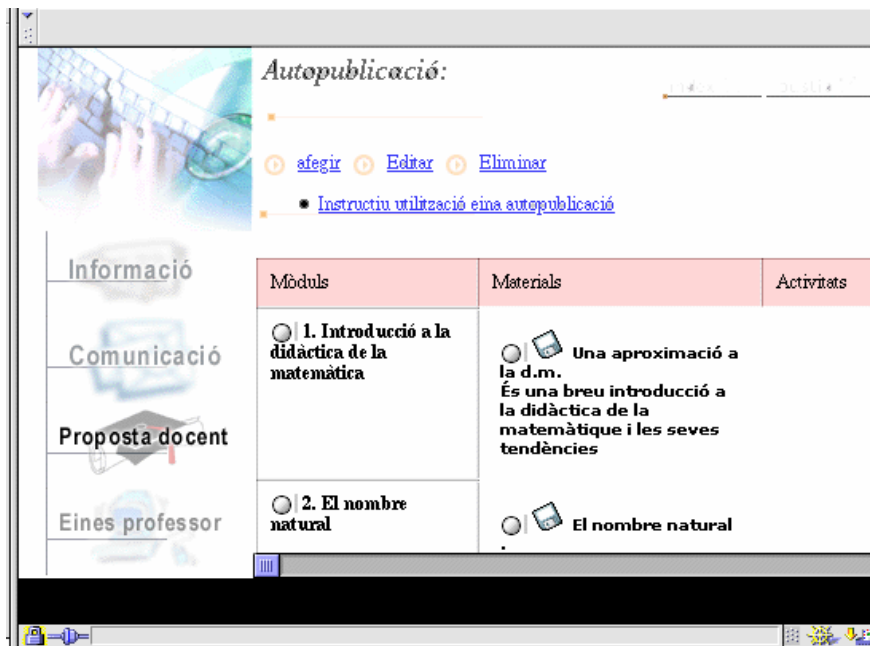 Autopublicació:
afegir Editar Eliminar
Instructiu utilització eina autopublicació
Informació
Comunicació
Proposta docent
Eines professor
Mòduls Materials Activitats
1. Introducció a la
didàctica de la
matemàtica
Una aproximació a
la d.m.
És una breu introducció a
la didàctica de la
matemàtique i les seves
tendències
2. El nombre
natural
El nombre natural